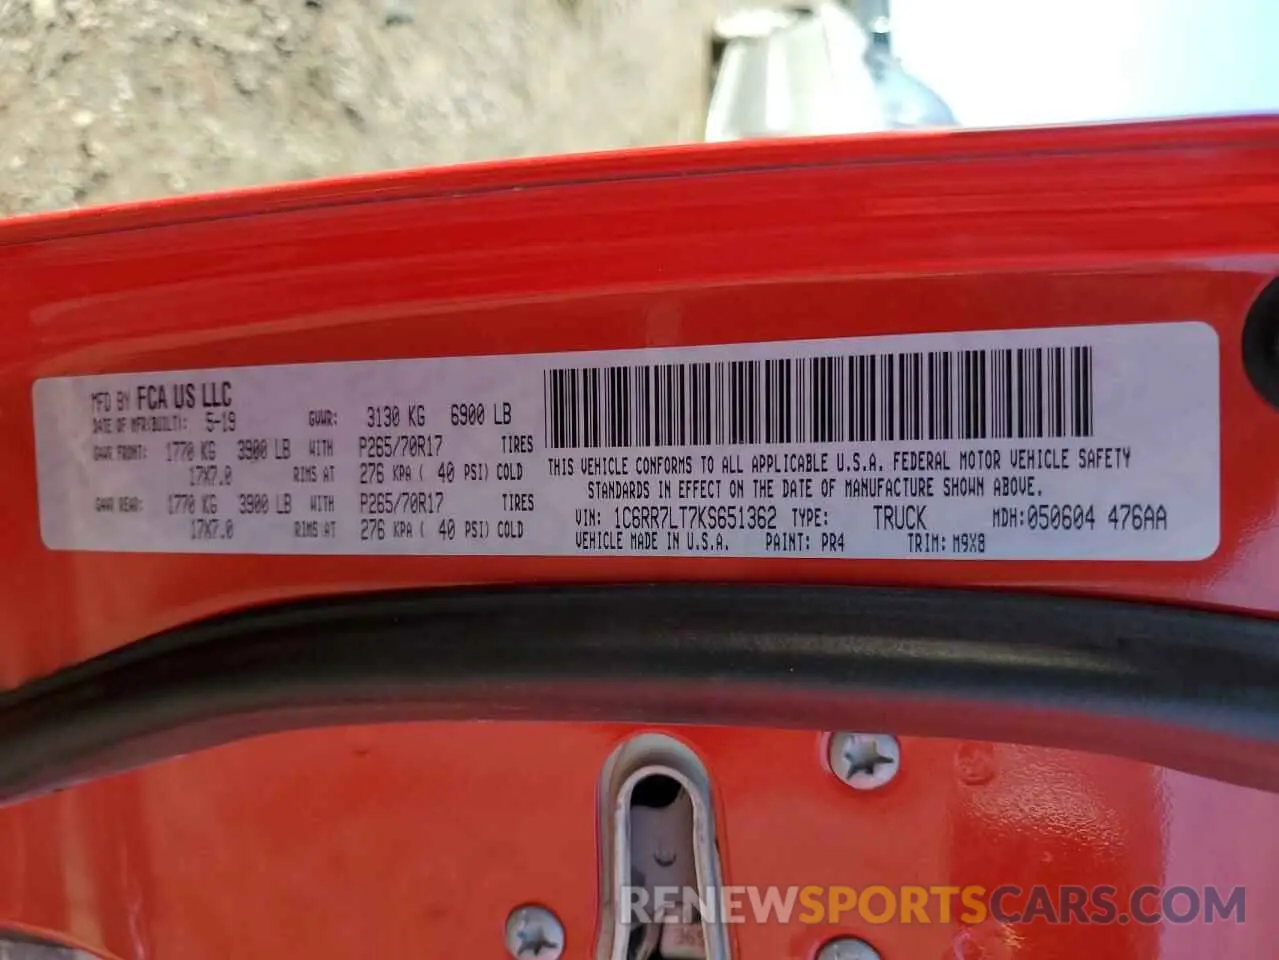 MFD BY FCA US LLC
DATE OF MFR(BUILT): 5-19 GVWR: 3130 KG 6900 LB
GAWR FRONT: 1770 KG 3900 LB WITH P265/70R17 TIRES
17X7.0 RIMS AT 276 KPA ( 40 PSI) COLD
GAWR REAR: 1770 KG 3900 LB WITH P265/70R17 TIRES
17X7.0 RIMS AT 276 KPA ( 40 PSI) COLD
THIS VEHICLE CONFORMS TO ALL APPLICABLE U.S.A. FEDERAL MOTOR VEHICLE SAFETY
STANDARDS IN EFFECT ON THE DATE OF MANUFACTURE SHOWN ABOVE.
VIN: 1C6RR7LT7KS651362 TYPE: TRUCK MDH:050604 476AA
VEHICLE MADE IN U.S.A. PAINT: PR4 TRIM: M9X8
RENEWSPORTSCARS.COM